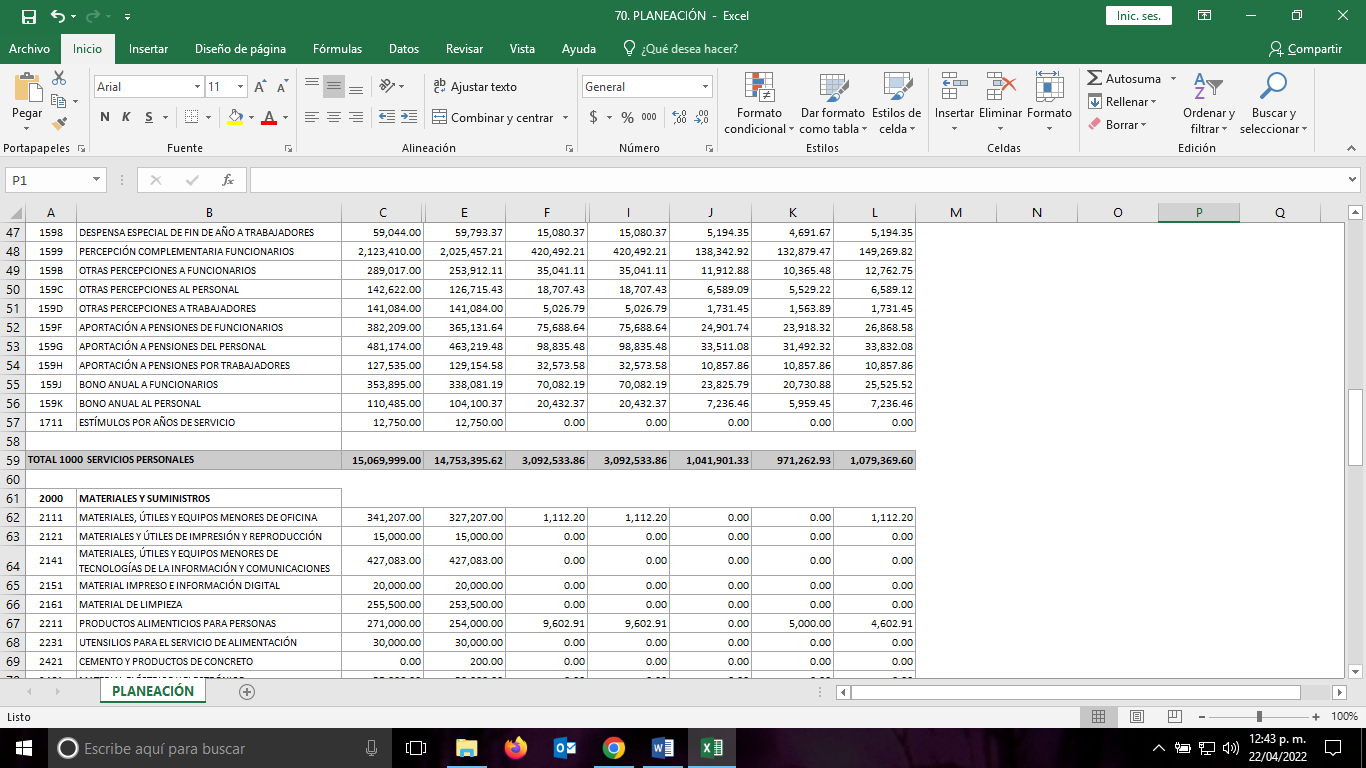 70. PLANEACIÓN - Excel
Inic. ses.
Archivo Inicio Insertar Diseño de página Fórmulas Datos Revisar Vista Ayuda ¿Qué desea hacer? Compartir
Pegar
Arial 11
N K S
Ajustar texto
Combinar y centrar
General
$ % 000
Formato condicional
Dar formato como tabla
Estilos de celda
Insertar Eliminar Formato
Autosuma
Rellenar
Borrar
Ordenar y filtrar
Buscar y seleccionar
Portapapeles Fuente Alineación Número Estilos Celdas Edición
P1 fx
A B C E F I J K L M N O P Q
47 1598 DESPENSA ESPECIAL DE FIN DE AÑO A TRABAJADORES 59,044.00 59,793.37 15,080.37 15,080.37 5,194.35 4,691.67 5,194.35
48 1599 PERCEPCIÓN COMPLEMENTARIA FUNCIONARIOS 2,123,410.00 2,025,457.21 420,492.21 420,492.21 138,342.92 132,879.47 149,269.82
49 159B OTRAS PERCEPCIONES A FUNCIONARIOS 289,017.00 253,912.11 35,041.11 35,041.11 11,912.88 10,365.48 12,762.75
50 159C OTRAS PERCEPCIONES AL PERSONAL 142,622.00 126,715.43 18,707.43 18,707.43 6,589.09 5,529.22 6,589.12
51 159D OTRAS PERCEPCIONES A TRABAJADORES 141,084.00 141,084.00 5,026.79 5,026.79 1,731.45 1,563.89 1,731.45
52 159F APORTACIÓN A PENSIONES DE FUNCIONARIOS 382,209.00 365,131.64 75,688.64 75,688.64 24,901.74 23,918.32 26,868.58
53 159G APORTACIÓN A PENSIONES DEL PERSONAL 481,174.00 463,219.48 98,835.48 98,835.48 33,511.08 31,492.32 33,832.08
54 159H APORTACIÓN A PENSIONES POR TRABAJADORES 127,535.00 129,154.58 32,573.58 32,573.58 10,857.86 10,857.86 10,857.86
55 159J BONO ANUAL A FUNCIONARIOS 353,895.00 338,081.19 70,082.19 70,082.19 23,825.79 20,730.88 25,525.52
56 159K BONO ANUAL AL PERSONAL 110,485.00 104,100.37 20,432.37 20,432.37 7,236.46 5,959.45 7,236.46
57 1711 ESTÍMULOS POR AÑOS DE SERVICIO 12,750.00 12,750.00 0.00 0.00 0.00 0.00 0.00
58
59 TOTAL 1000 SERVICIOS PERSONALES 15,069,999.00 14,753,395.62 3,092,533.86 3,092,533.86 1,041,901.33 971,262.93 1,079,369.60
60
61 2000 MATERIALES Y SUMINISTROS
62 2111 MATERIALES, ÚTILES Y EQUIPOS MENORES DE OFICINA 341,207.00 327,207.00 1,112.20 1,112.20 0.00 0.00 1,112.20
63 2121 MATERIALES Y ÚTILES DE IMPRESIÓN Y REPRODUCCIÓN 15,000.00 15,000.00 0.00 0.00 0.00 0.00 0.00
MATERIALES, ÚTILES Y EQUIPOS MENORES DE
64 2141 TECNOLOGÍAS DE LA INFORMACIÓN Y COMUNICACIONES 427,083.00 427,083.00 0.00 0.00 0.00 0.00 0.00
65 2151 MATERIAL IMPRESO E INFORMACIÓN DIGITAL 20,000.00 20,000.00 0.00 0.00 0.00 0.00 0.00
66 2161 MATERIAL DE LIMPIEZA 255,500.00 253,500.00 0.00 0.00 0.00 0.00 0.00
67 2211 PRODUCTOS ALIMENTICIOS PARA PERSONAS 271,000.00 254,000.00 9,602.91 9,602.91 0.00 5,000.00 4,602.91
68 2231 UTENSILIOS PARA EL SERVICIO DE ALIMENTACIÓN 30,000.00 30,000.00 0.00 0.00 0.00 0.00 0.00
69 2421 CEMENTO Y PRODUCTOS DE CONCRETO 0.00 200.00 0.00 0.00 0.00 0.00 0.00
PLANEACIÓN
Listo 100%
Escribe aquí para buscar
12:43 p. m.
22/04/2022